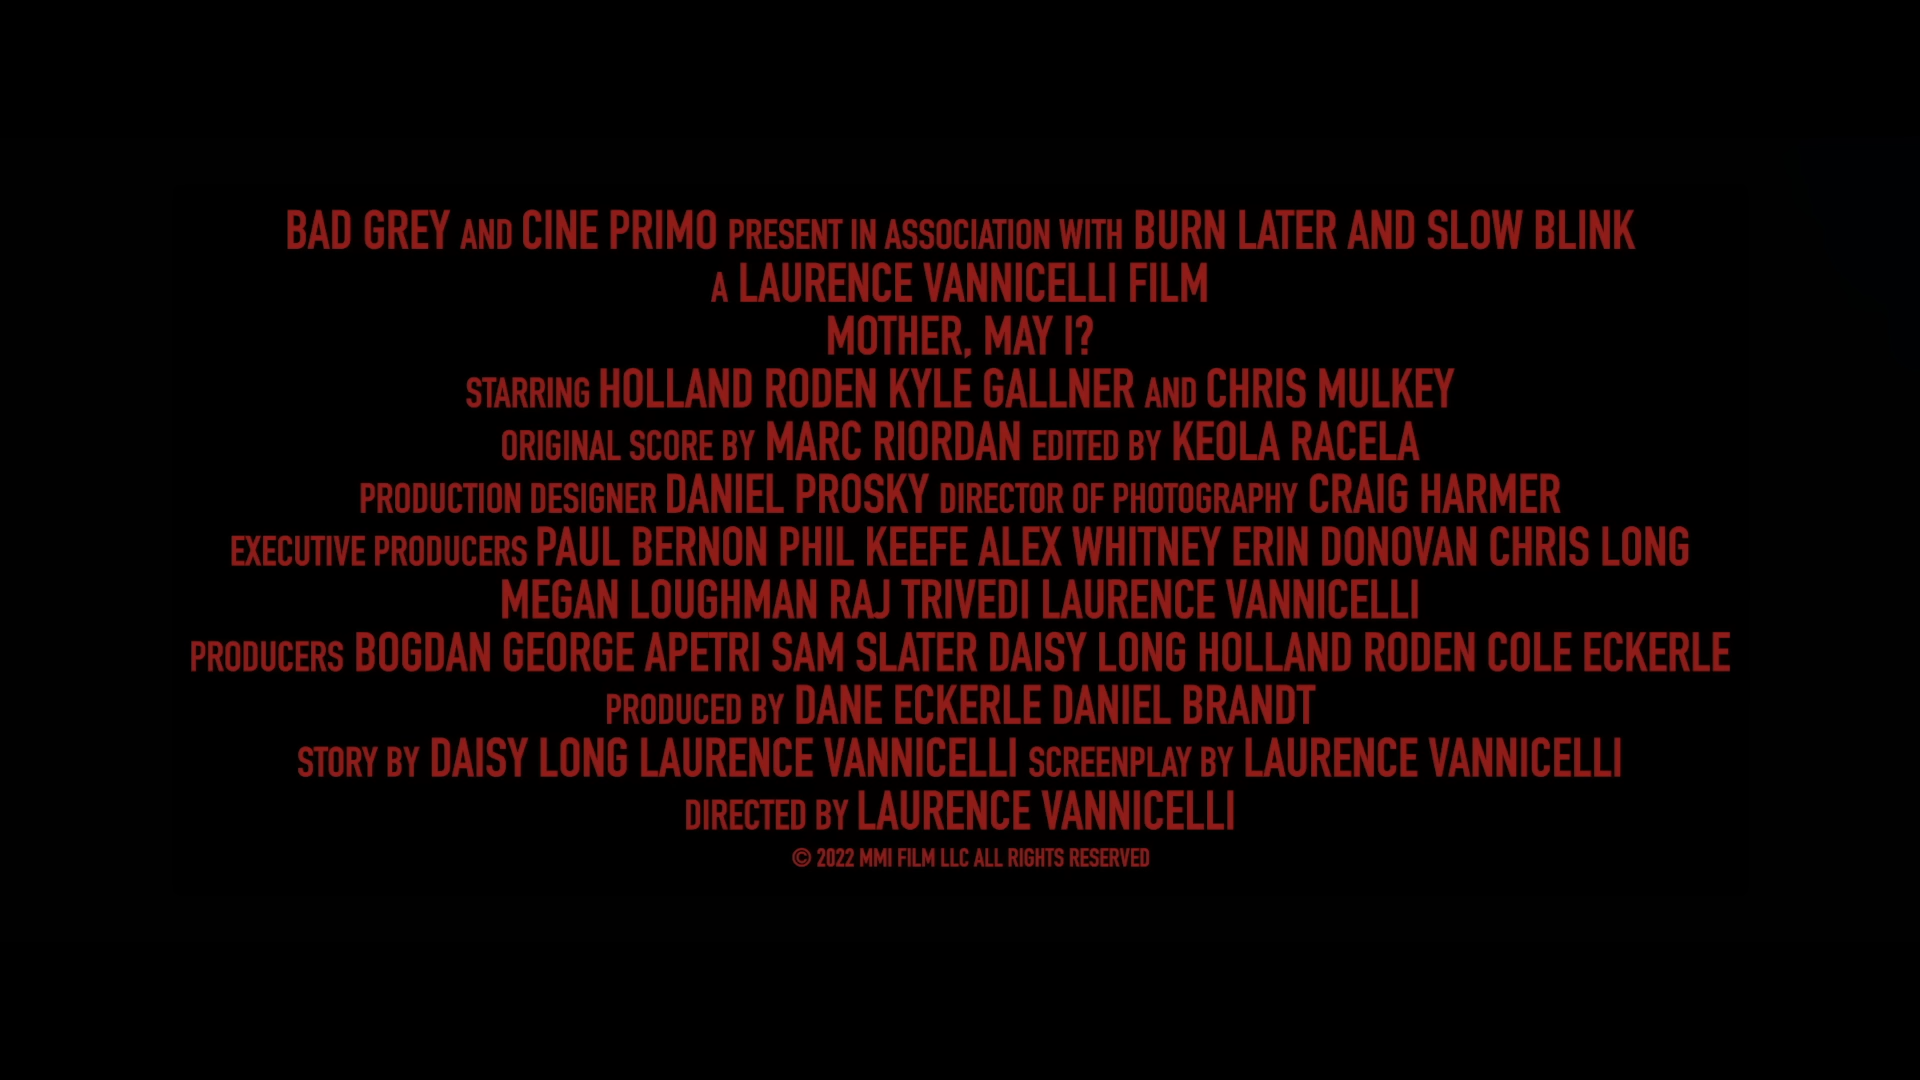 BAD GREY AND CINE PRIMO PRESENT IN ASSOCIATION WITH BURN LATER AND SLOW BLINK
A LAURENCE VANNICELLI FILM
MOTHER, MAY I?
STARRING HOLLAND RODEN KYLE GALLNER AND CHRIS MULKEY
ORIGINAL SCORE BY MARC RIORDAN EDITED BY KEOLA RACELA
PRODUCTION DESIGNER DANIEL PROSKY DIRECTOR OF PHOTOGRAPHY CRAIG HARMER
EXECUTIVE PRODUCERS PAUL BERNON PHIL KEEFE ALEX WHITNEY ERIN DONOVAN CHRIS LONG
MEGAN LOUGHMAN RAJ TRIVEDI LAURENCE VANNICELLI
PRODUCERS BOGDAN GEORGE APETRI SAM SLATER DAISY LONG HOLLAND RODEN COLE ECKERLE
PRODUCED BY DANE ECKERLE DANIEL BRANDT
STORY BY DAISY LONG LAURENCE VANNICELLI SCREENPLAY BY LAURENCE VANNICELLI
DIRECTED BY LAURENCE VANNICELLI
© 2022 MMI FILM LLC ALL RIGHTS RESERVED